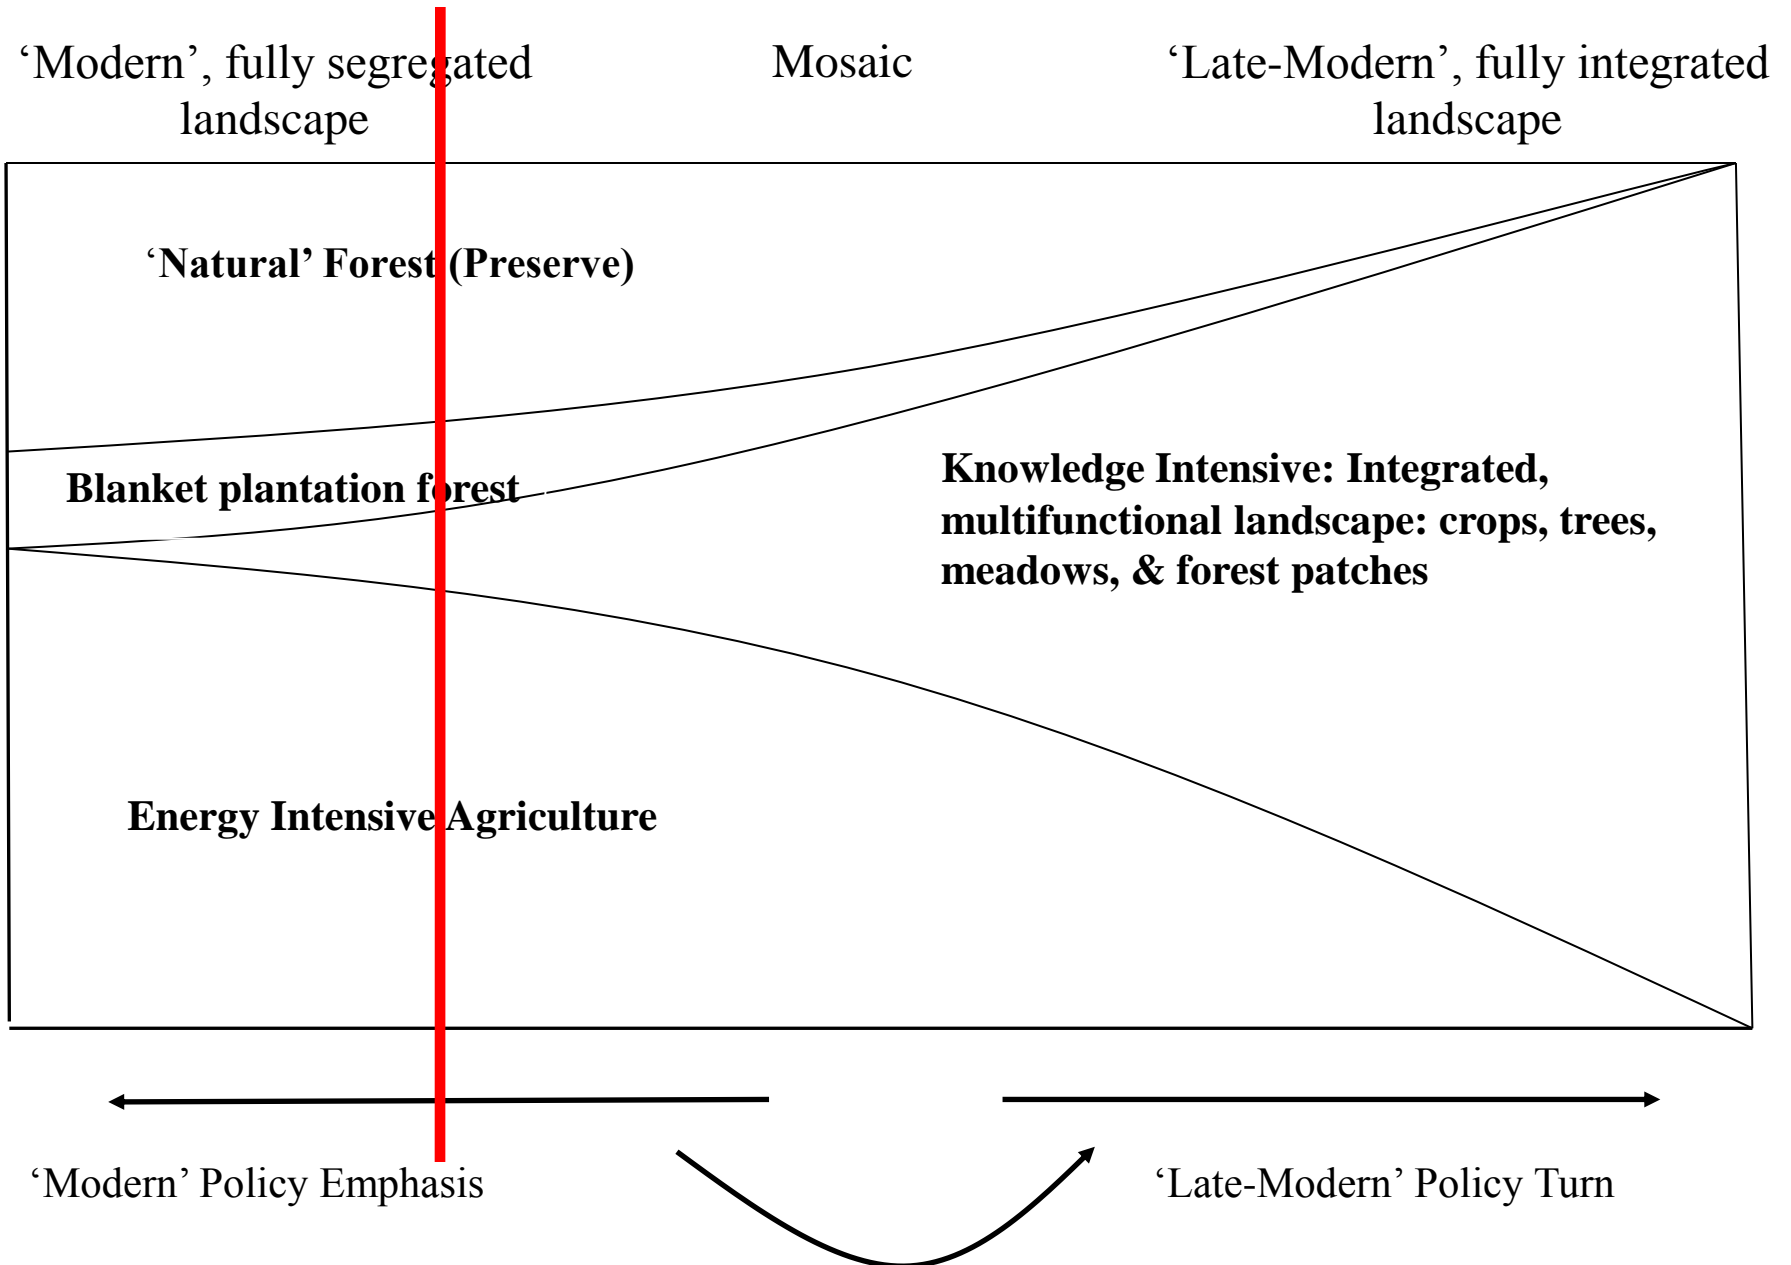 ‘Modern’, fully segregated
landscape
Mosaic
‘Late-Modern’, fully integrated
landscape
‘Natural’ Forest (Preserve)
Blanket plantation forest
Knowledge Intensive: Integrated,
multifunctional landscape: crops, trees,
meadows, & forest patches
Energy Intensive Agriculture
‘Modern’ Policy Emphasis
‘Late-Modern’ Policy Turn